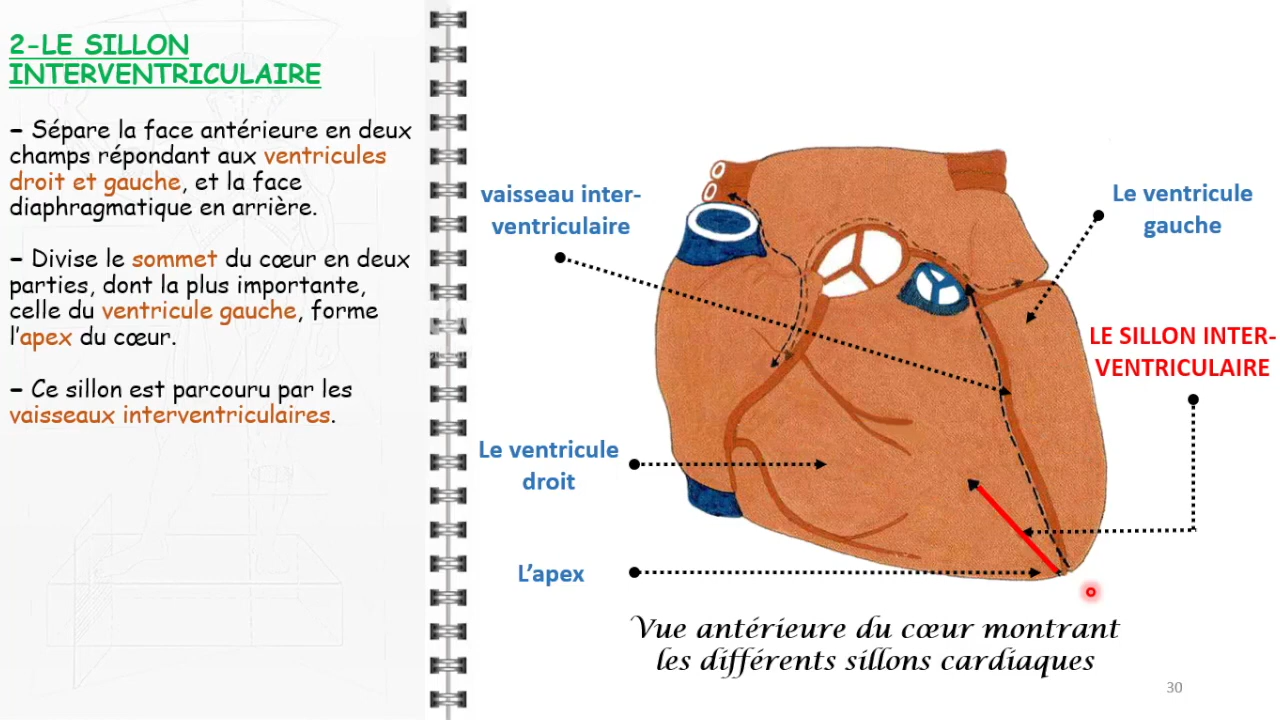 2-LE SILLON
INTERVENTRICULAIRE
– Sépare la face antérieure en deux
champs répondant aux ventricules
droit et gauche, et la face
diaphragmatique en arrière.
– Divise le sommet du cœur en deux
parties, dont la plus importante,
celle du ventricule gauche, forme
l’apex du cœur.
– Ce sillon est parcouru par les
vaisseaux interventriculaires.
vaisseau inter-
ventriculaire
Le ventricule
gauche
LE SILLON INTER-
VENTRICULAIRE
Le ventricule
droit
L’apex
Vue antérieure du cœur montrant
les différents sillons cardiaques
30